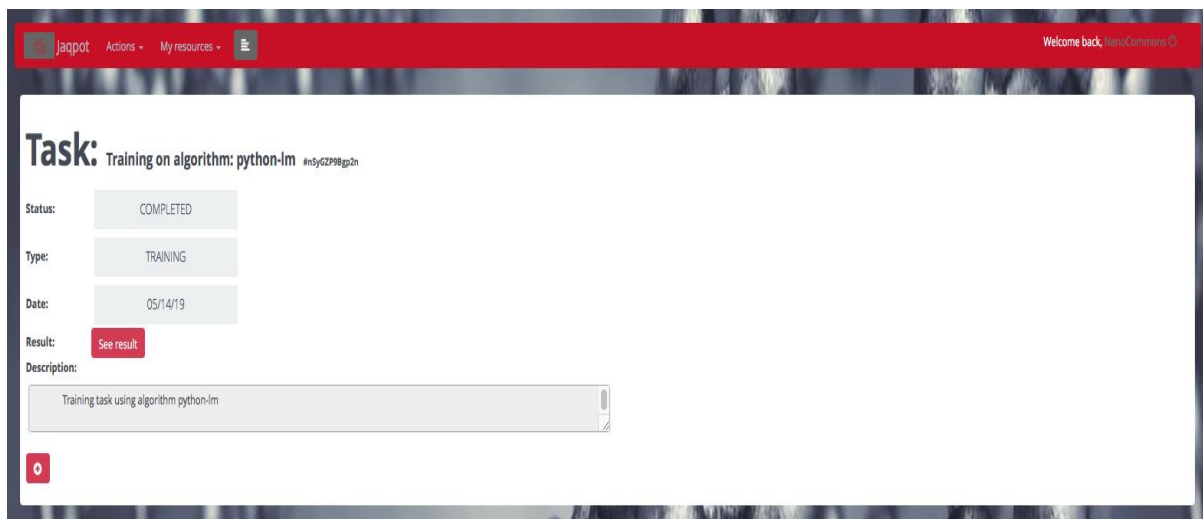 Jaqpot Actions My resources Welcome back, NanoCommons
Task: Training on algorithm: python-lm #nSyGZP9Bgp2n
Status: COMPLETED
Type: TRAINING
Date: 05/14/19
Result: See result
Description:
Training task using algorithm python-lm